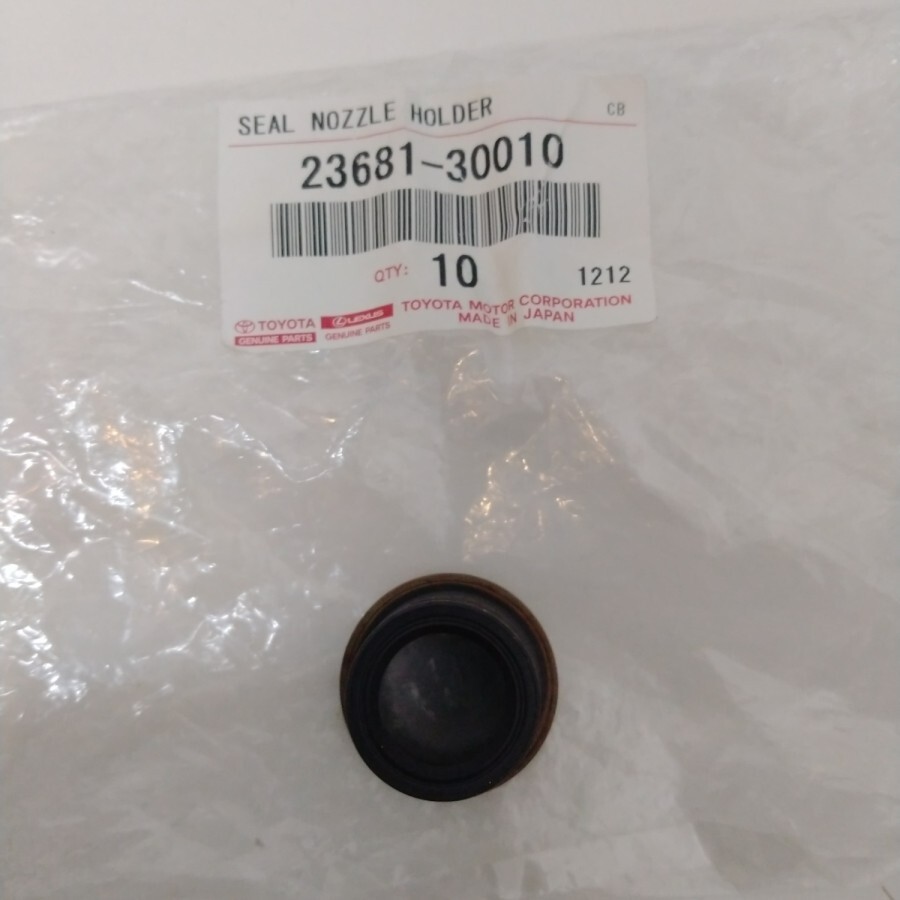 SEAL NOZZLE HOLDER CB
23681-30010
QTY: 10 1212
TOYOTA LEXUS TOYOTA MOTOR CORPORATION
GENUINE PARTS GENUINE PARTS MADE IN JAPAN